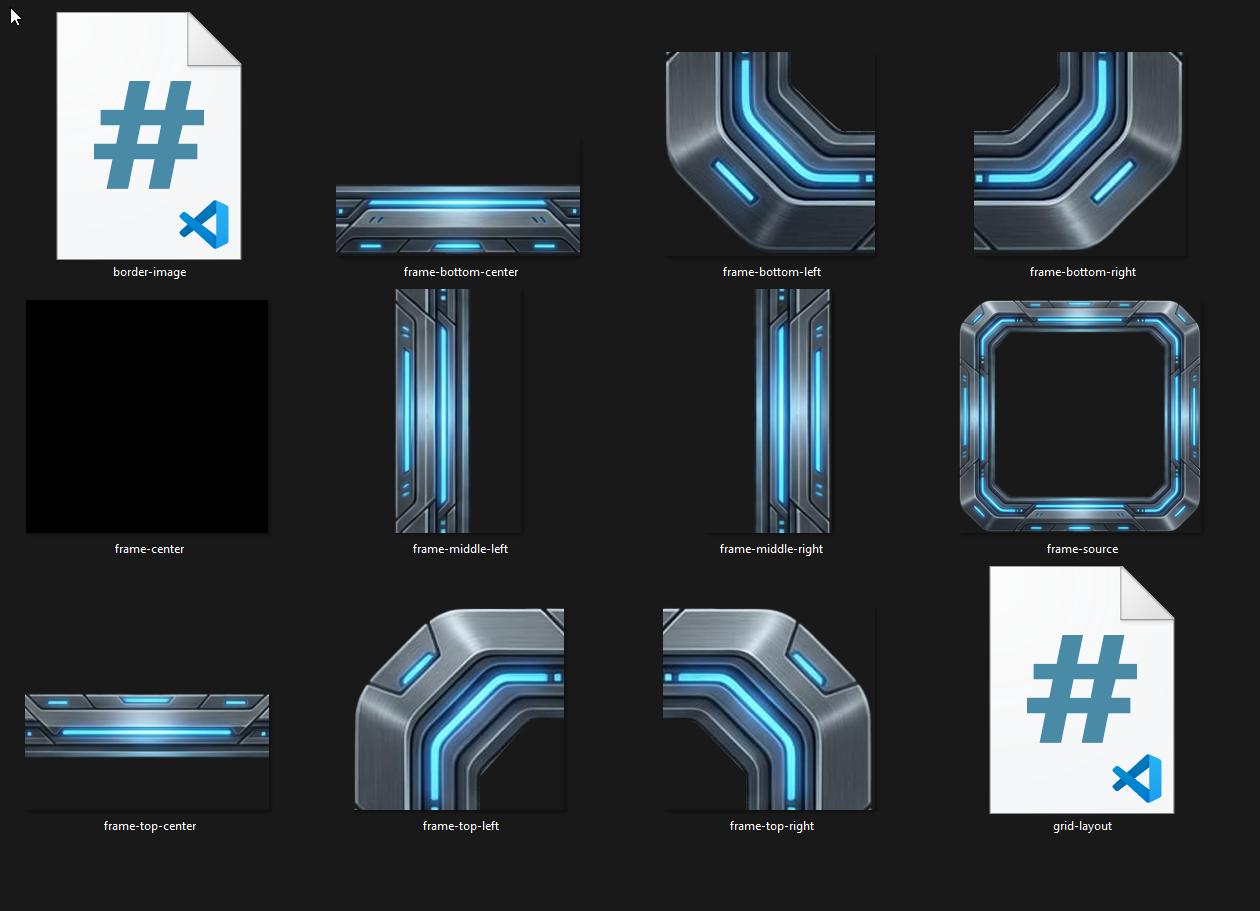 border-image
frame-bottom-center
frame-bottom-left
frame-bottom-right
frame-center
frame-middle-left
frame-middle-right
frame-source
frame-top-center
frame-top-left
frame-top-right
grid-layout